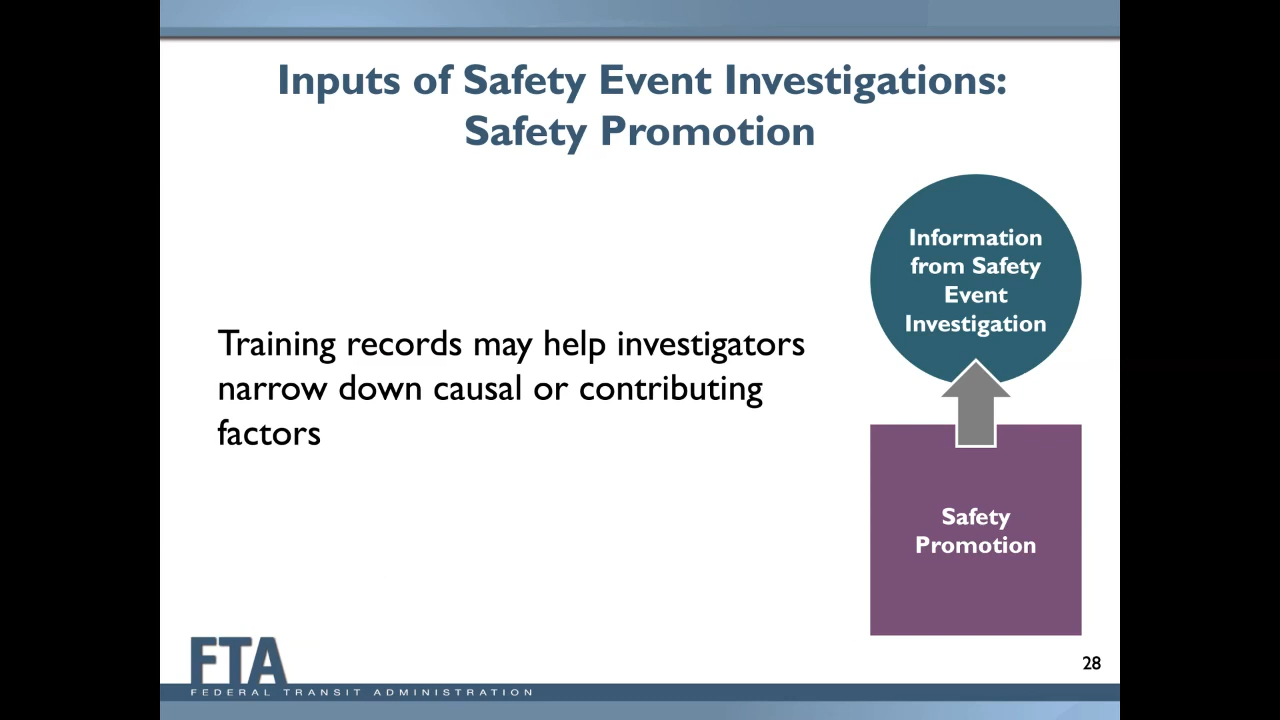 Inputs of Safety Event Investigations:
Safety Promotion
Training records may help investigators
narrow down causal or contributing
factors
Information
from Safety
Event
Investigation
Safety
Promotion
FTA
FEDERAL TRANSIT ADMINISTRATION
28